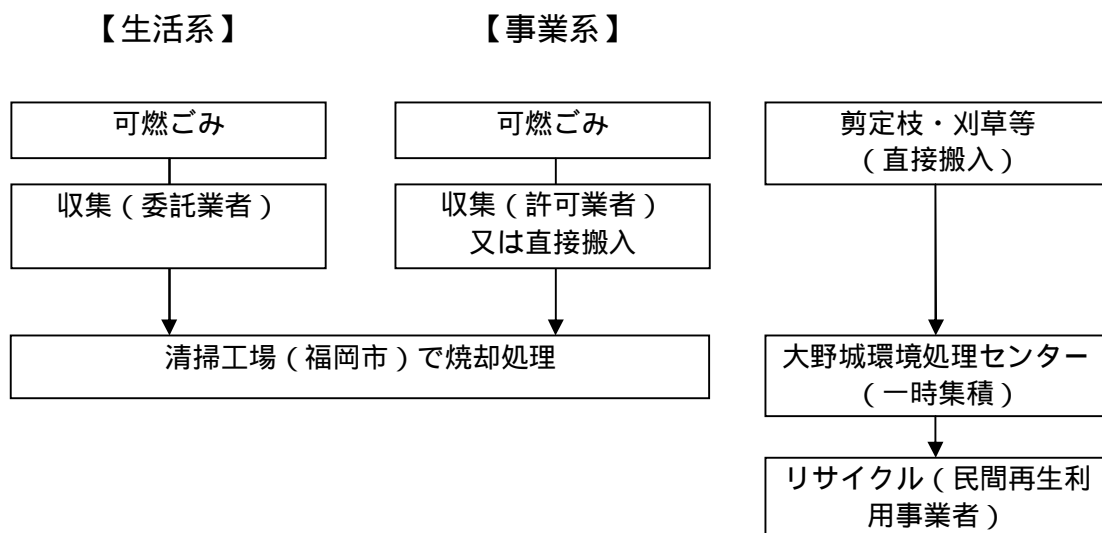 【生活系】
【事業系】
可燃ごみ
収集(委託業者)
可燃ごみ
収集(許可業者)
又は直接搬入
清掃工場(福岡市)で焼却処理
剪定枝・刈草等
(直接搬入)
大野城環境処理センター
(一時集積)
リサイクル(民間再生利
用事業者)